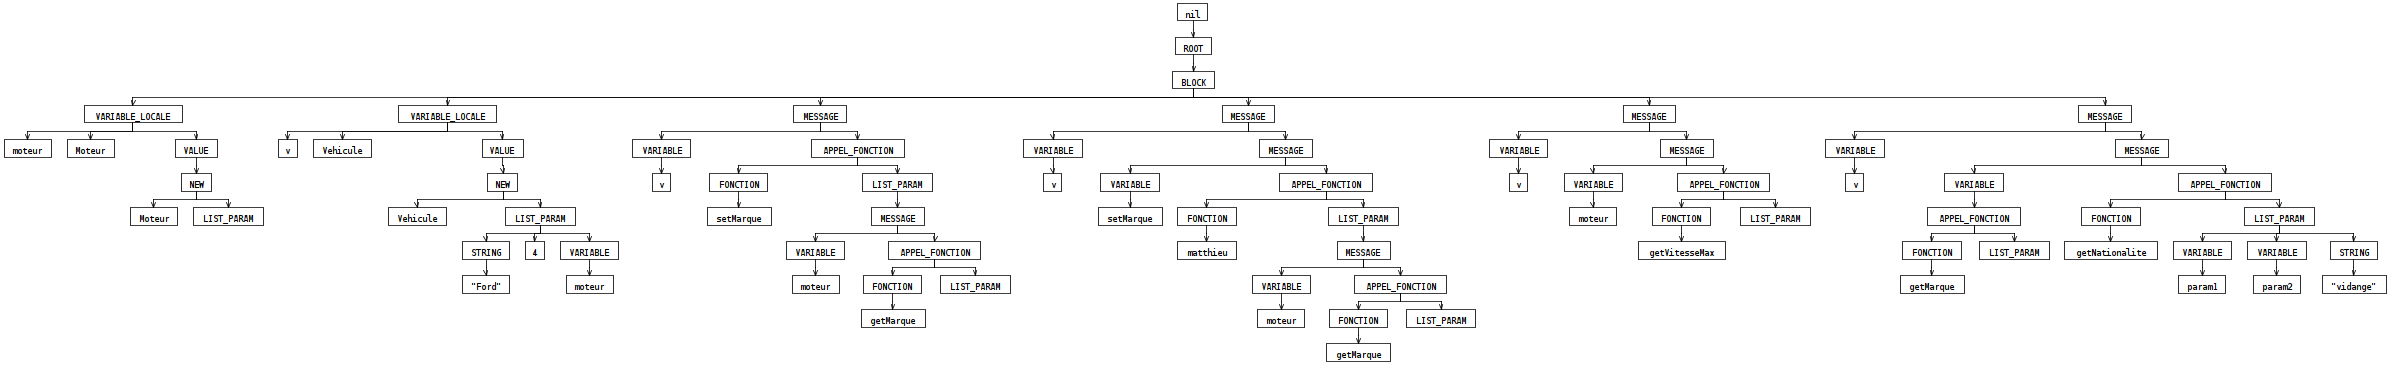 nil
ROOT
BLOCK
VARIABLE_LOCALE VARIABLE_LOCALE MESSAGE MESSAGE MESSAGE MESSAGE
moteur Moteur VALUE v Vehicule VALUE VARIABLE APPEL_FONCTION VARIABLE MESSAGE VARIABLE MESSAGE VARIABLE MESSAGE
NEW NEW v FONCTION LIST_PARAM v VARIABLE APPEL_FONCTION v VARIABLE APPEL_FONCTION v VARIABLE APPEL_FONCTION
Moteur LIST_PARAM Vehicule LIST_PARAM setMarque MESSAGE setMarque FONCTION LIST_PARAM moteur FONCTION LIST_PARAM APPEL_FONCTION FONCTION LIST_PARAM
STRING 4 VARIABLE VARIABLE APPEL_FONCTION matthieu MESSAGE getVitesseMax FONCTION LIST_PARAM getNationalite VARIABLE VARIABLE STRING
"Ford" moteur moteur FONCTION LIST_PARAM VARIABLE APPEL_FONCTION getMarque param1 param2 "vidange"
getMarque moteur FONCTION LIST_PARAM
getMarque